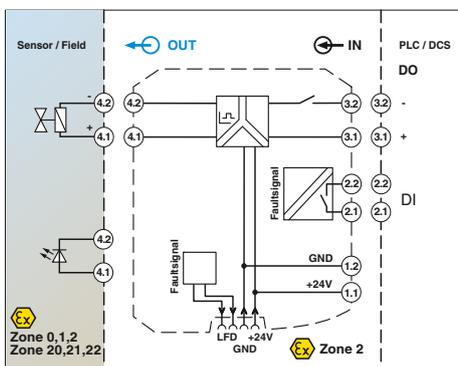 Sensor / Field
OUT
IN
PLC / DCS
DO
-
4.2
4.2
3.2
3.2
-
+
4.1
4.1
3.1
3.1
+
Faultsignal
2.2
2.2
DI
2.1
2.1
4.2
4.1
Faultsignal
GND
1.2
+24V
1.1
LFD
+24V
GND
Ex
Zone 0,1,2
Zone 20,21,22
Ex
Zone 2